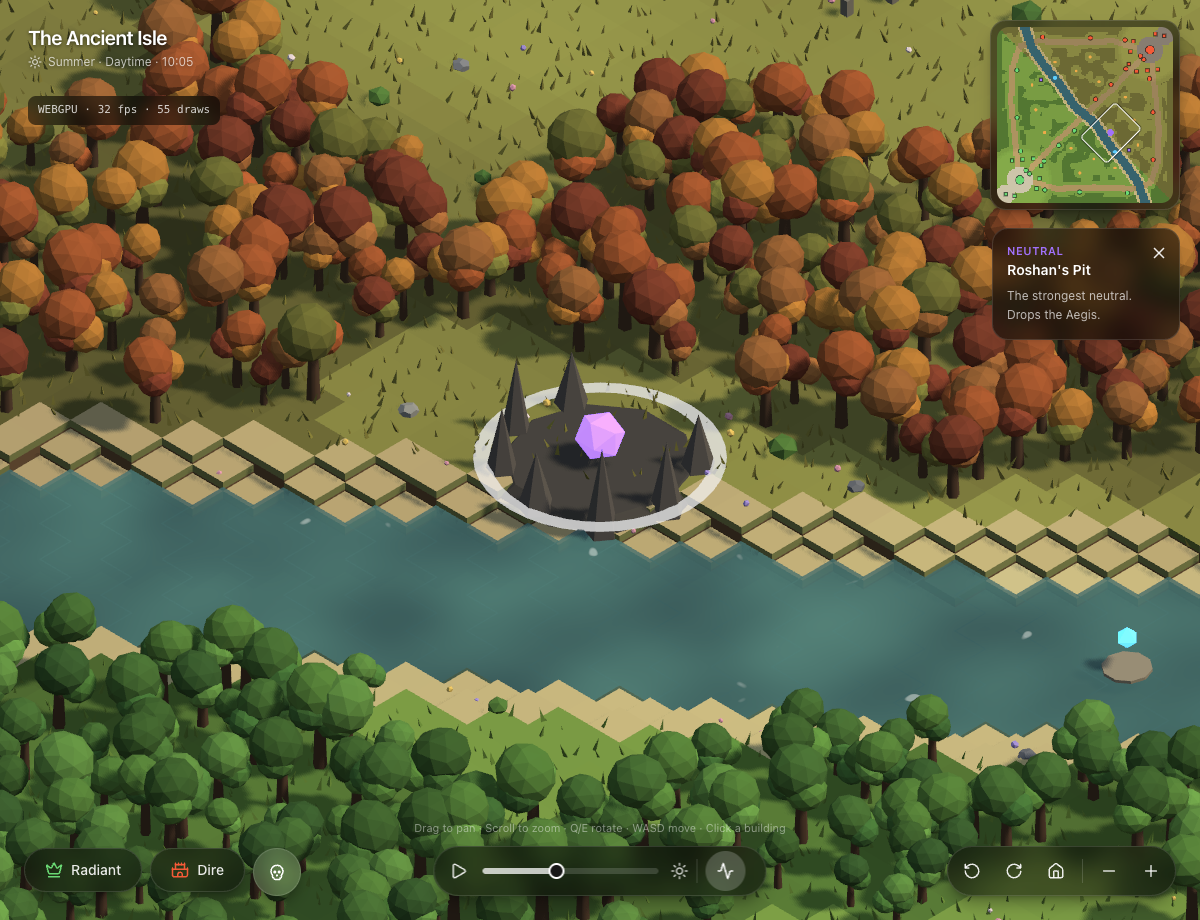 The Ancient Isle
Summer · Daytime · 10:05
WEBGPU · 32 fps · 55 draws
NEUTRAL
Roshan's Pit
The strongest neutral.
Drops the Aegis.
Drag to pan · Scroll to zoom · Q/E rotate · WASD move · Click a building
Radiant
Dire